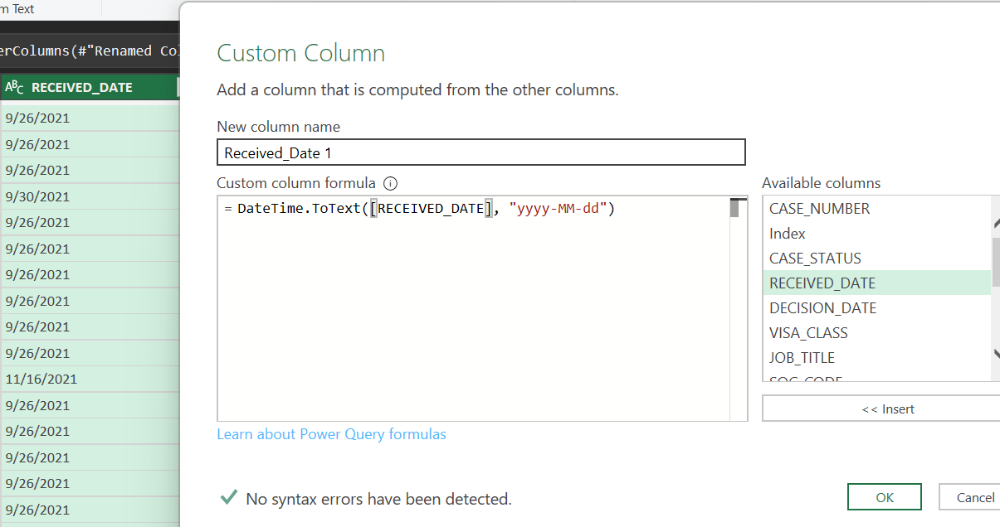 m Text
erColumns(#"Renamed Co
ABC RECEIVED_DATE
9/26/2021
9/26/2021
9/26/2021
9/30/2021
9/26/2021
9/26/2021
9/26/2021
9/26/2021
9/26/2021
9/26/2021
11/16/2021
9/26/2021
9/26/2021
9/26/2021
9/26/2021
9/26/2021
Custom Column
Add a column that is computed from the other columns.
New column name
Received_Date 1
Custom column formula
= DateTime.ToText([RECEIVED_DATE], "yyyy-MM-dd")
Learn about Power Query formulas
No syntax errors have been detected.
Available columns
CASE_NUMBER
Index
CASE_STATUS
RECEIVED_DATE
DECISION_DATE
VISA_CLASS
JOB_TITLE
SOC_CODE
<< Insert
OK
Cancel